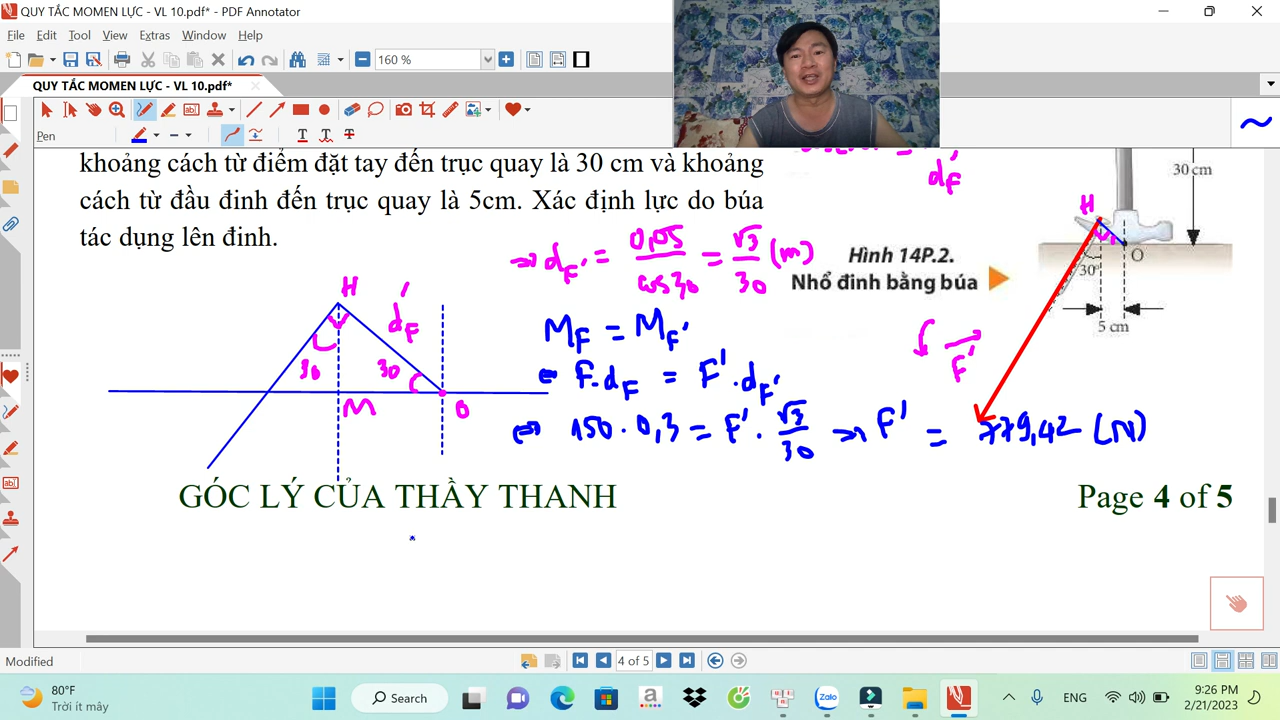 QUY TẮC MOMEN LỰC - VL 10.pdf* - PDF Annotator
File Edit Tool View Extras Window Help
160 %
QUY TẮC MOMEN LỰC - VL 10.pdf*
Pen
khoảng cách từ điểm đặt tay đến trục quay là 30 cm và khoảng
cách từ đầu đinh đến trục quay là 5cm. Xác định lực do búa
tác dụng lên đinh.
d'F
30 cm
H
O
30°
5 cm
Hình 14P.2.
Nhổ đinh bằng búa
F'
H
d'F
30
30
M
O
⇒ dF' = 0,05 / cos30 = √3 / 30 (m)
MF = MF'
⇔ F.dF = F'.dF'
⇔ 150.0,3 = F'.√3 / 30 ⇒ F' = 779,42 (N)
GÓC LÝ CỦA THẦY THANH
Page 4 of 5
4 of 5
Modified
80°F
Trời ít mây
Search
Zalo
ENG
9:26 PM
2/21/2023